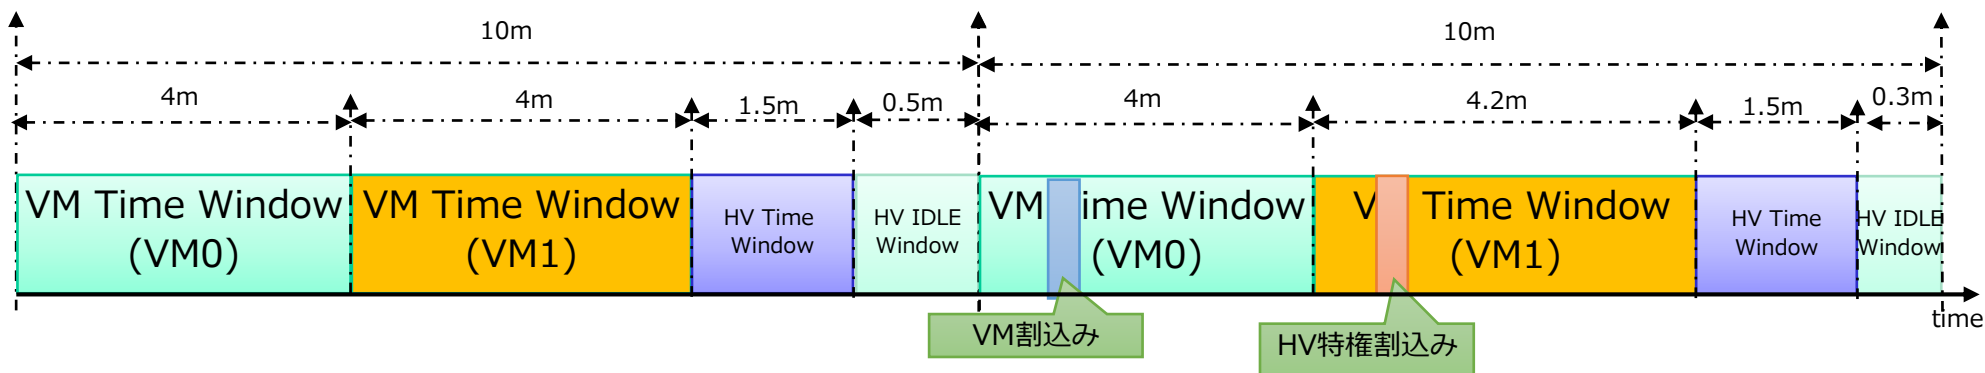 10m
10m
4m
4m
1.5m
0.5m
4m
4.2m
1.5m
0.3m
VM Time Window
(VM0)
VM Time Window
(VM1)
HV Time
Window
HV IDLE
Window
VM ime Window
(VM0)
V Time Window
(VM1)
HV Time
Window
HV IDLE
Window
time
VM割込み
HV特権割込み